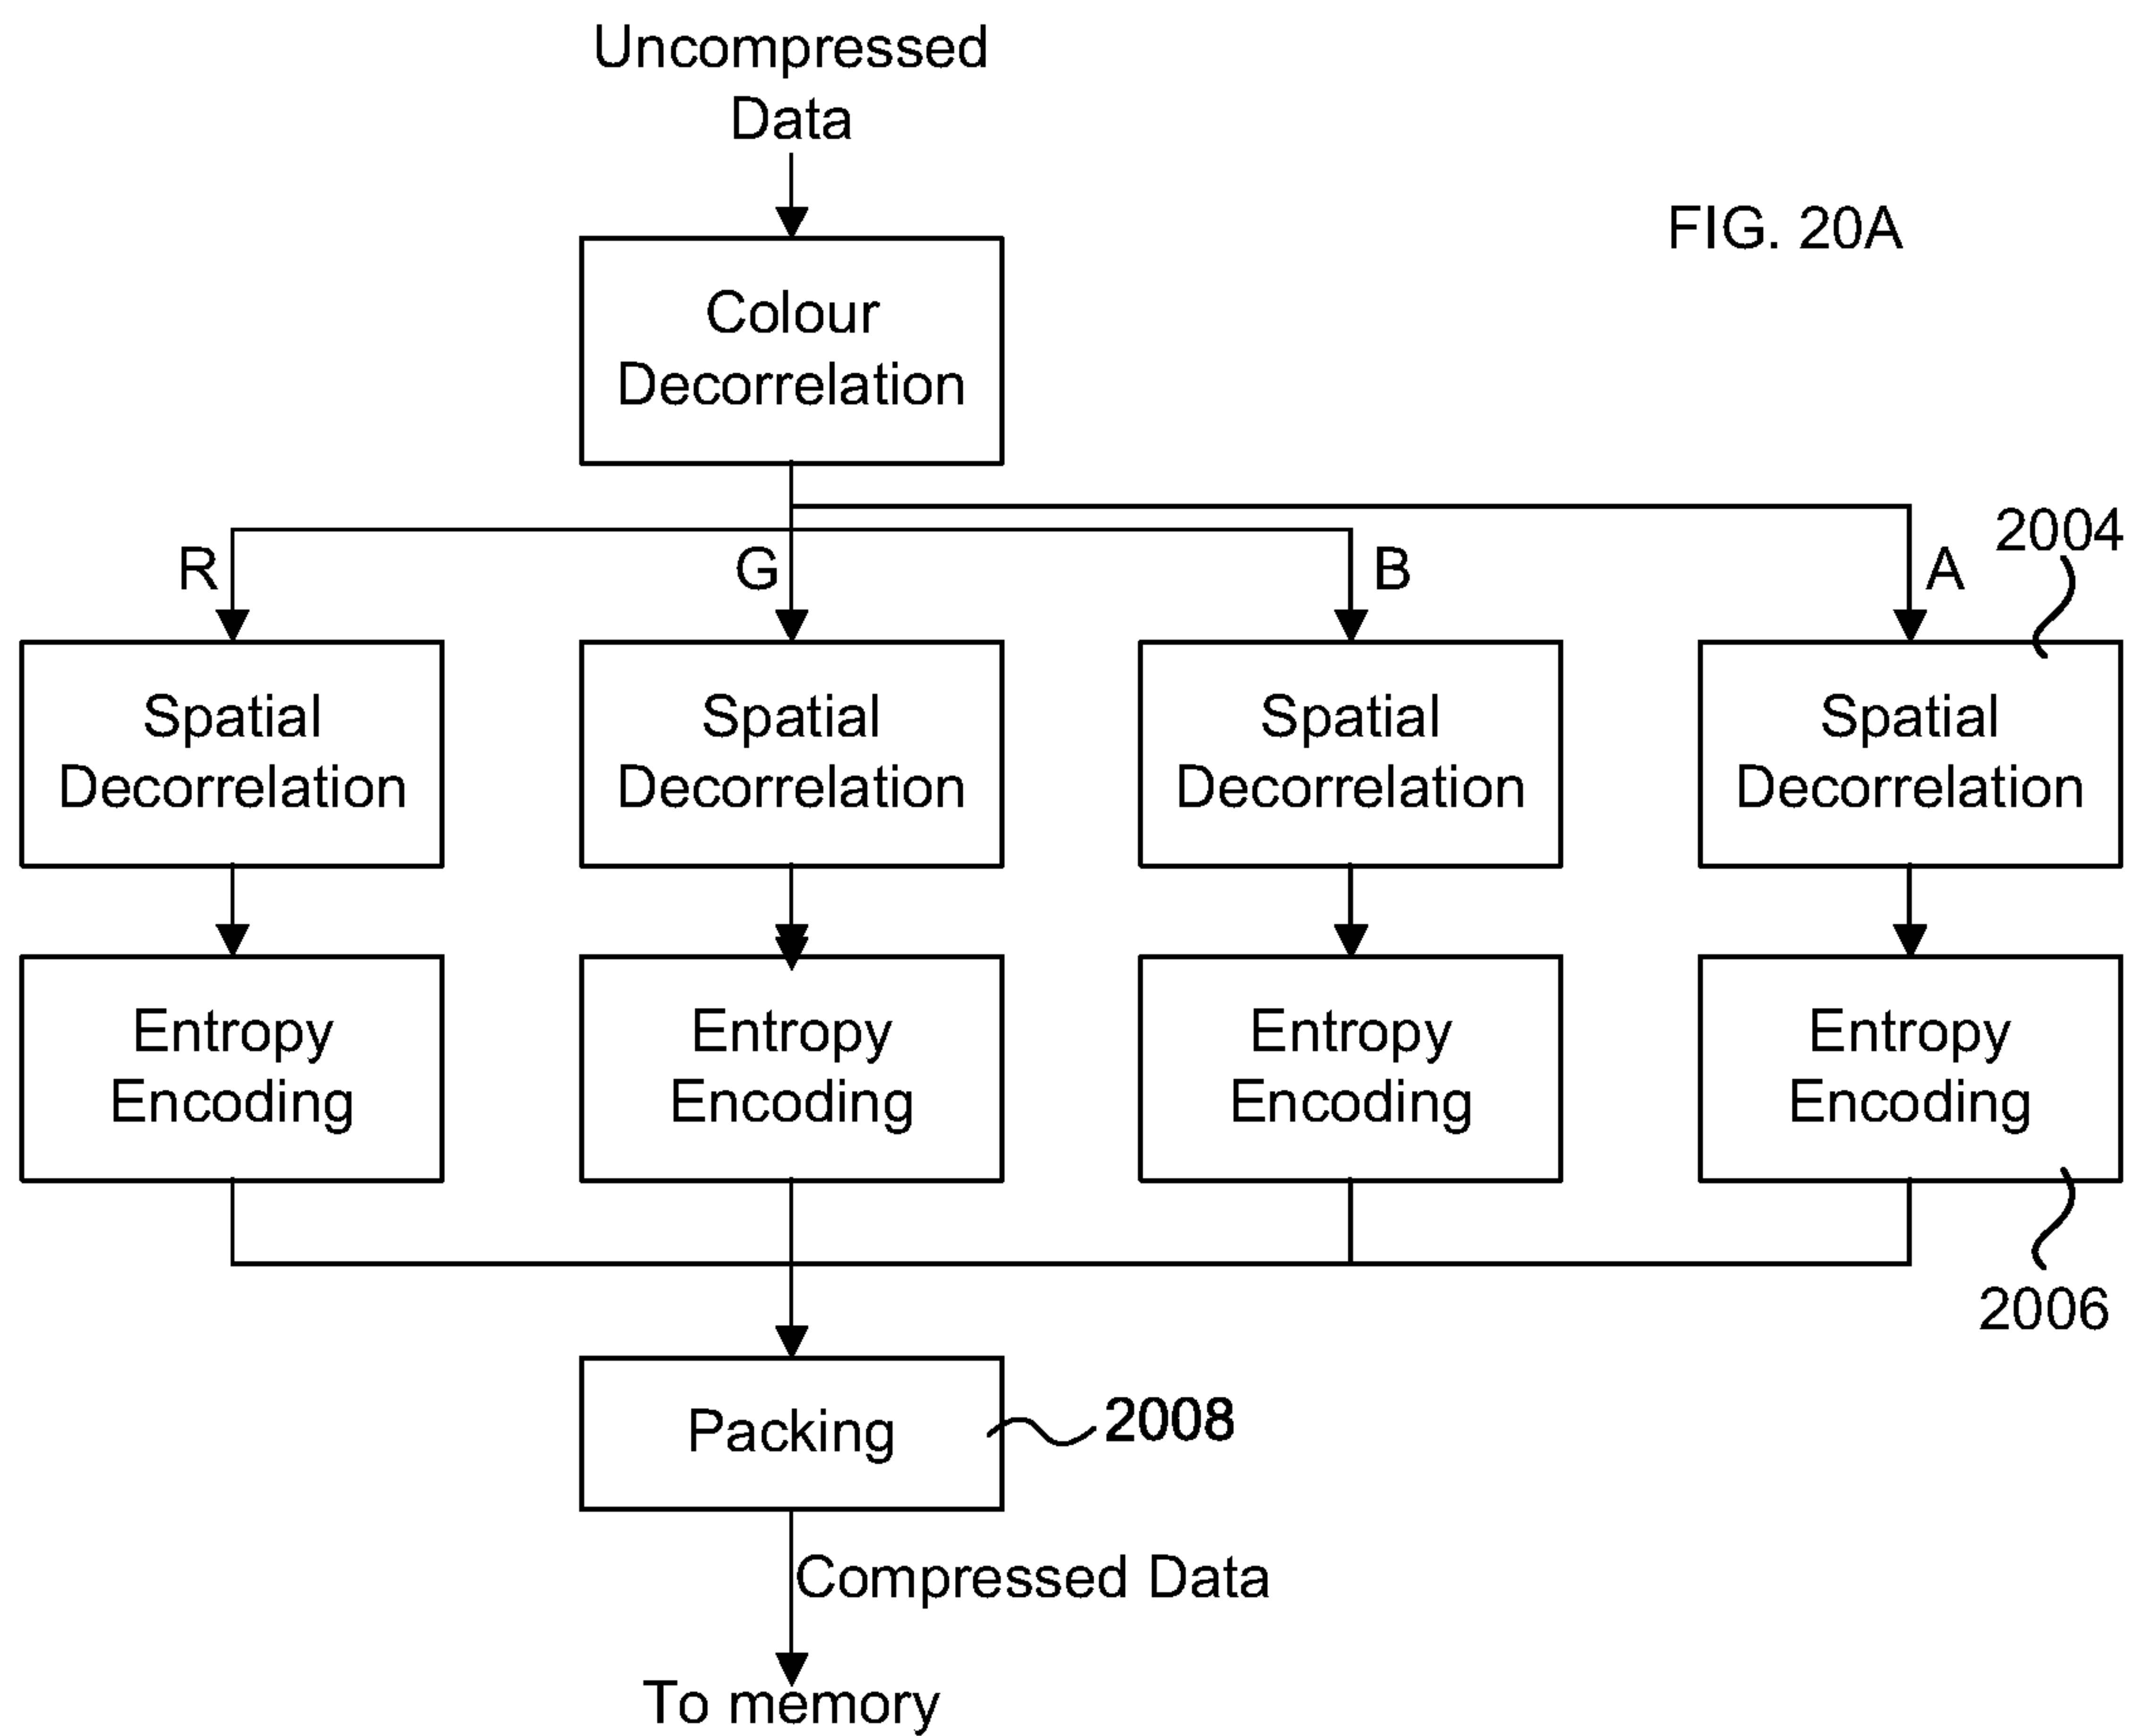 Uncompressed
Data
FIG. 20A
Colour
Decorrelation
2004
R
G
B
A
Spatial
Decorrelation
Spatial
Decorrelation
Spatial
Decorrelation
Spatial
Decorrelation
Entropy
Encoding
Entropy
Encoding
Entropy
Encoding
Entropy
Encoding
2006
Packing
2008
Compressed Data
To memory